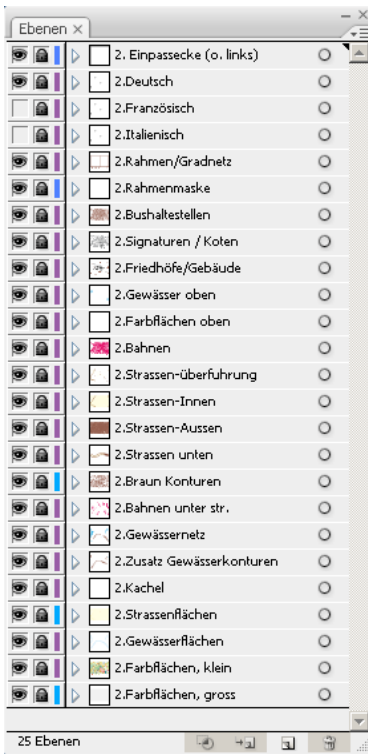 Ebenen
2. Einpassecke (o. links)
2.Deutsch
2.Französisch
2.Italienisch
2.Rahmen/Gradnetz
2.Rahmenmaske
2.Bushaltestellen
2.Signaturen / Koten
2.Friedhöfe/Gebäude
2.Gewässer oben
2.Farbflächen oben
2.Bahnen
2.Strassen-überfuhrung
2.Strassen-Innen
2.Strassen-Aussen
2.Strassen unten
2.Braun Konturen
2.Bahnen unter str.
2.Gewässernetz
2.Zusatz Gewässerkonturen
2.Kachel
2.Strassenflächen
2.Gewässerflächen
2.Farbflächen, klein
2.Farbflächen, gross
25 Ebenen